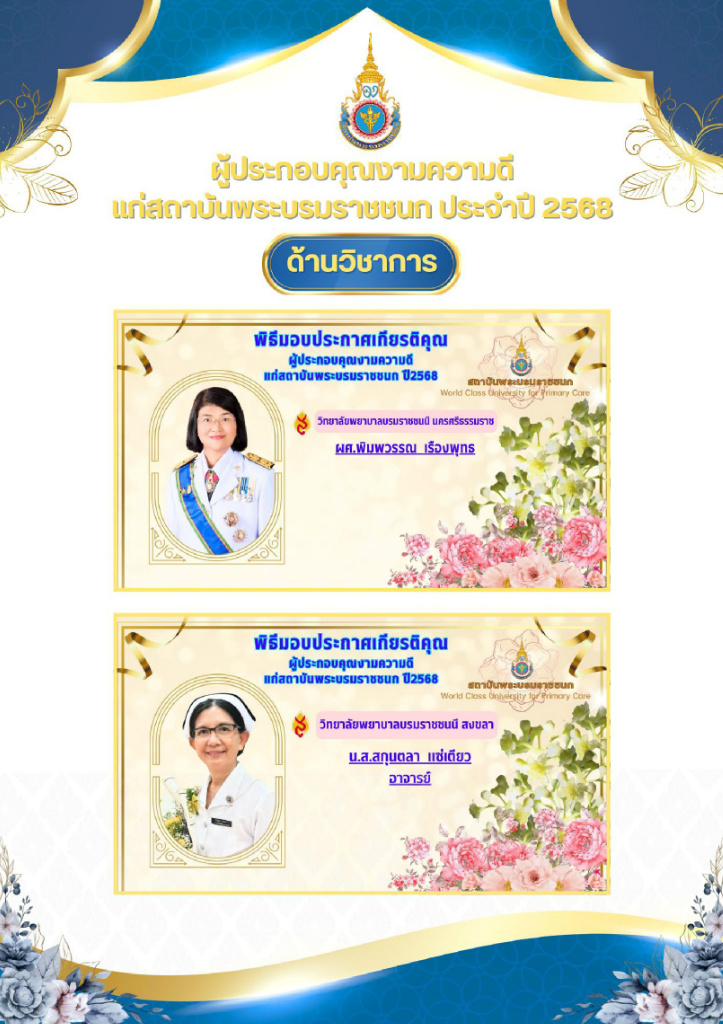 ผู้ประกอบคุณงามความดี
แก่สถาบันพระบรมราชชนก ประจำปี 2568
ด้านวิชาการ
พิธีมอบประกาศเกียรติคุณ
ผู้ประกอบคุณงามความดี
แก่สถาบันพระบรมราชชนก ปี2568
สถาบันพระบรมราชชนก
World Class University for Primary Care
วิทยาลัยพยาบาลบรมราชชนนี นครศรีธรรมราช
ผศ.พิมพวรรณ เรืองพุทธ
พิธีมอบประกาศเกียรติคุณ
ผู้ประกอบคุณงามความดี
แก่สถาบันพระบรมราชชนก ปี2568
สถาบันพระบรมราชชนก
World Class University for Primary Care
วิทยาลัยพยาบาลบรมราชชนนี สงขลา
น.ส.สกุนตลา แซ่เตียว
อาจารย์